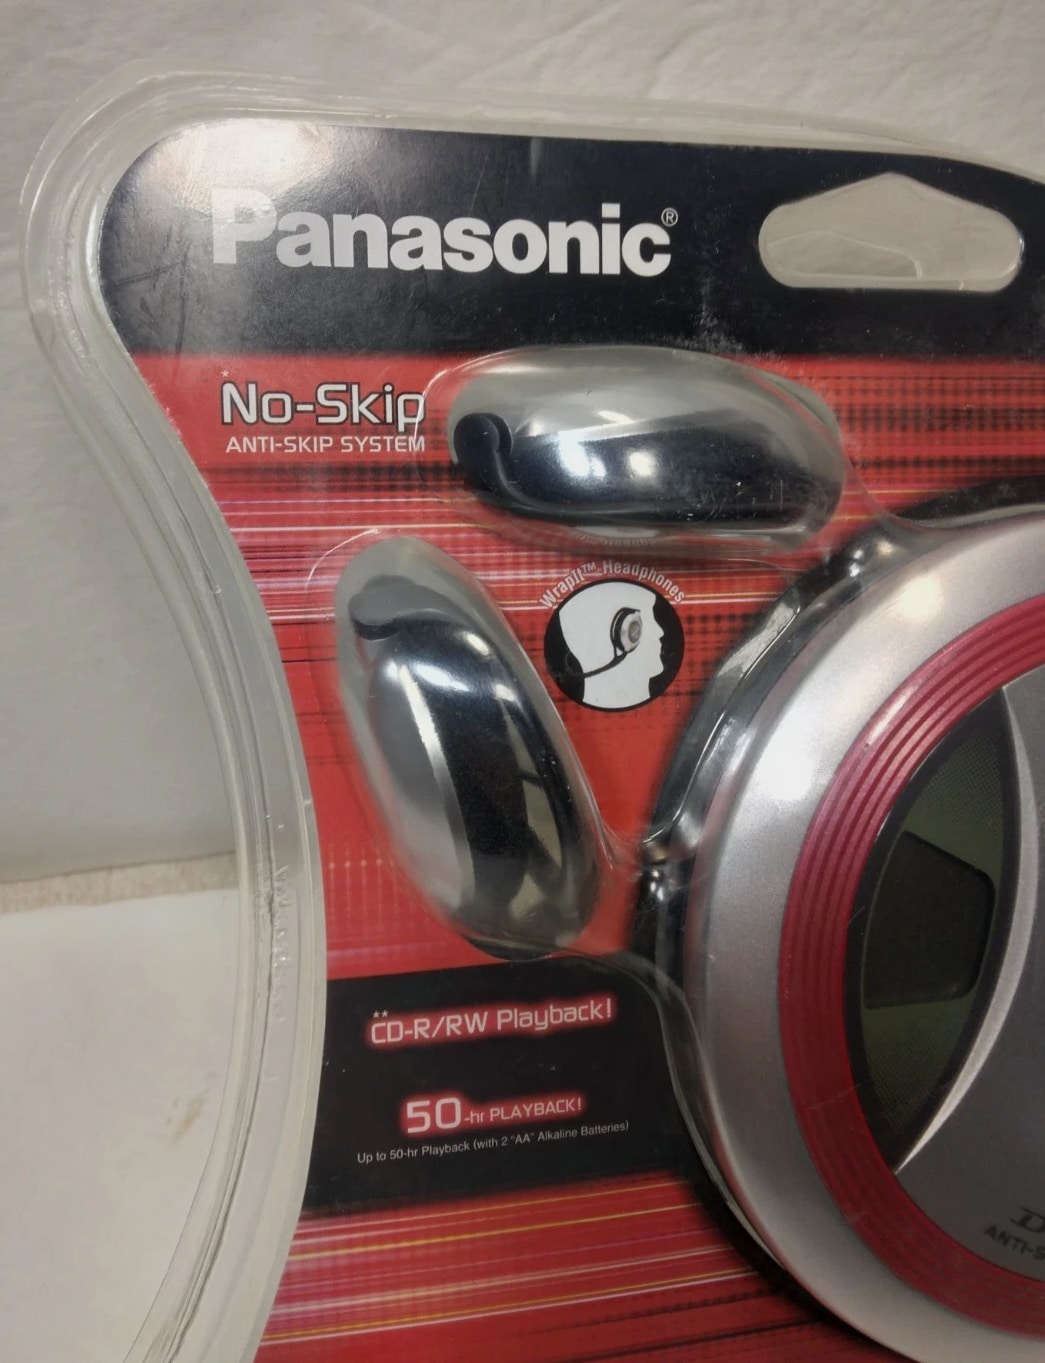 Panasonic®
*No-Skip
ANTI-SKIP SYSTEM
WrapIt™ Headphones
**CD-R/RW Playback!
50-hr PLAYBACK!
Up to 50-hr Playback (with 2 "AA" Alkaline Batteries)
ANTI-S